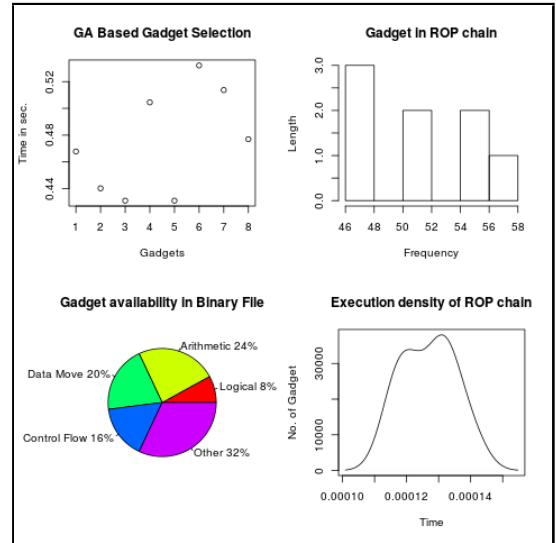 GA Based Gadget Selection
Time in sec.
0.52
0.48
0.44
1 2 3 4 5 6 7 8
Gadgets
Gadget in ROP chain
Length
3.0
2.0
1.0
0.0
46 48 50 52 54 56 58
Frequency
Gadget availability in Binary File
Arithmetic 24%
Data Move 20%
Logical 8%
Control Flow 16%
Other 32%
Execution density of ROP chain
No. of Gadget
30000
10000
0
0.00010 0.00012 0.00014
Time